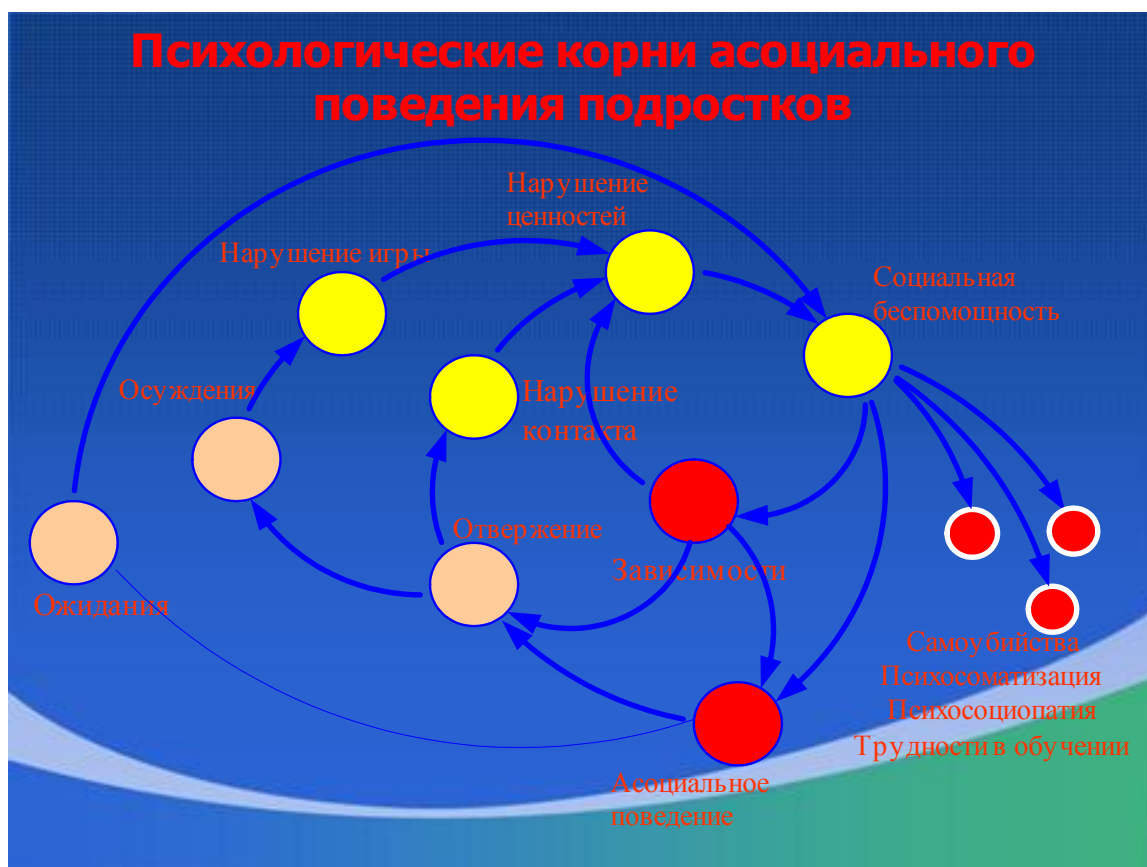 Психологические корни асоциального
поведения подростков
Нарушение
ценностей
Нарушение игры
Социальная
беспомощность
Осуждения
Нарушение
контакта
Отвержение
Зависимости
Ожидания
Самоубийства
Психосоматизация
Психосоциопатия
Трудности в обучении
Асоциальное
поведение